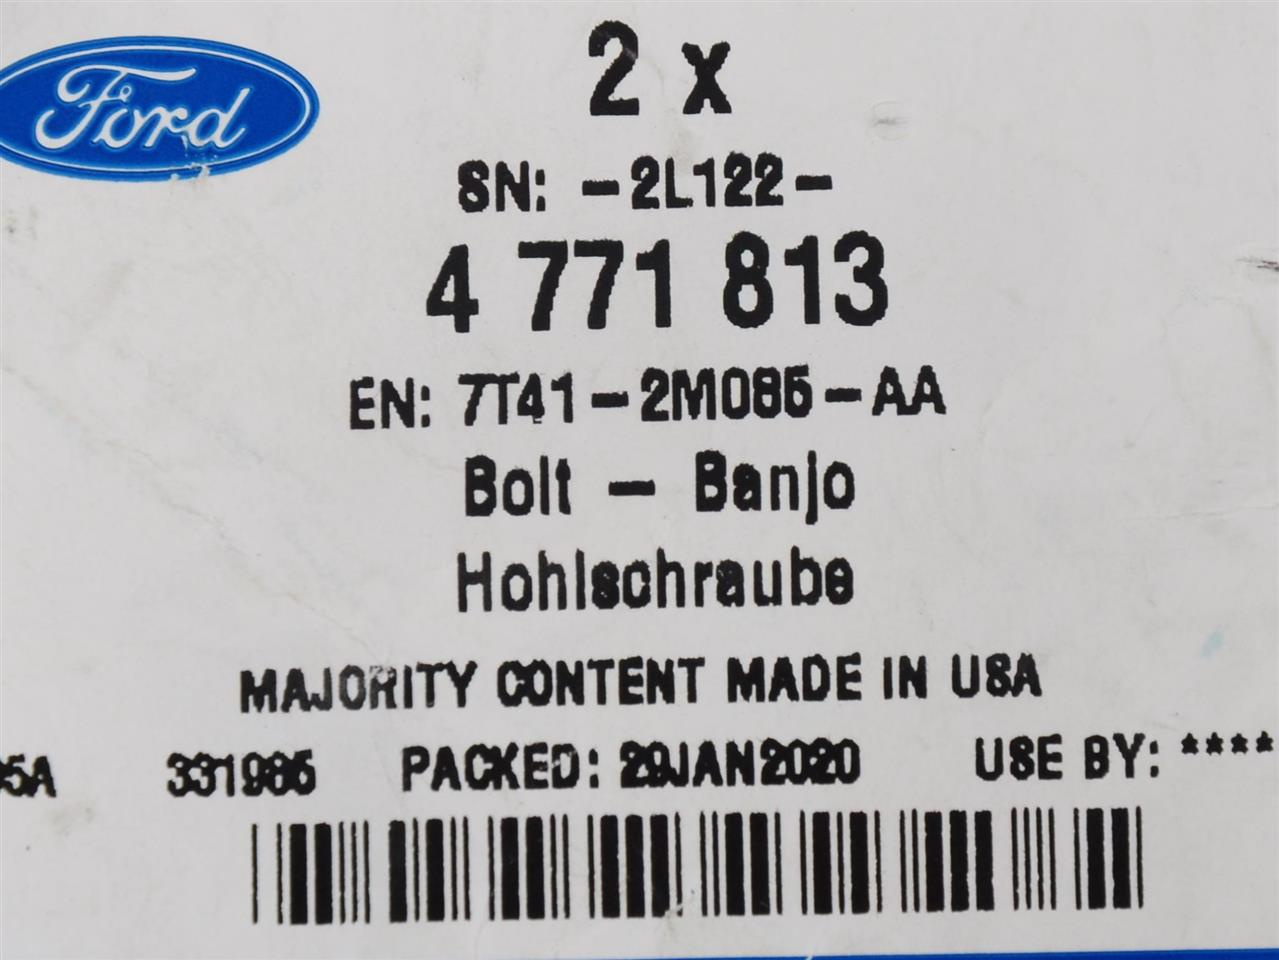 Ford
2 x
SN: -2L122-
4 771 813
EN: 7T41-2M085-AA
Bolt - Banjo
Hohlschraube
MAJORITY CONTENT MADE IN USA
331985 PACKED: 29JAN2020 USE BY: ****